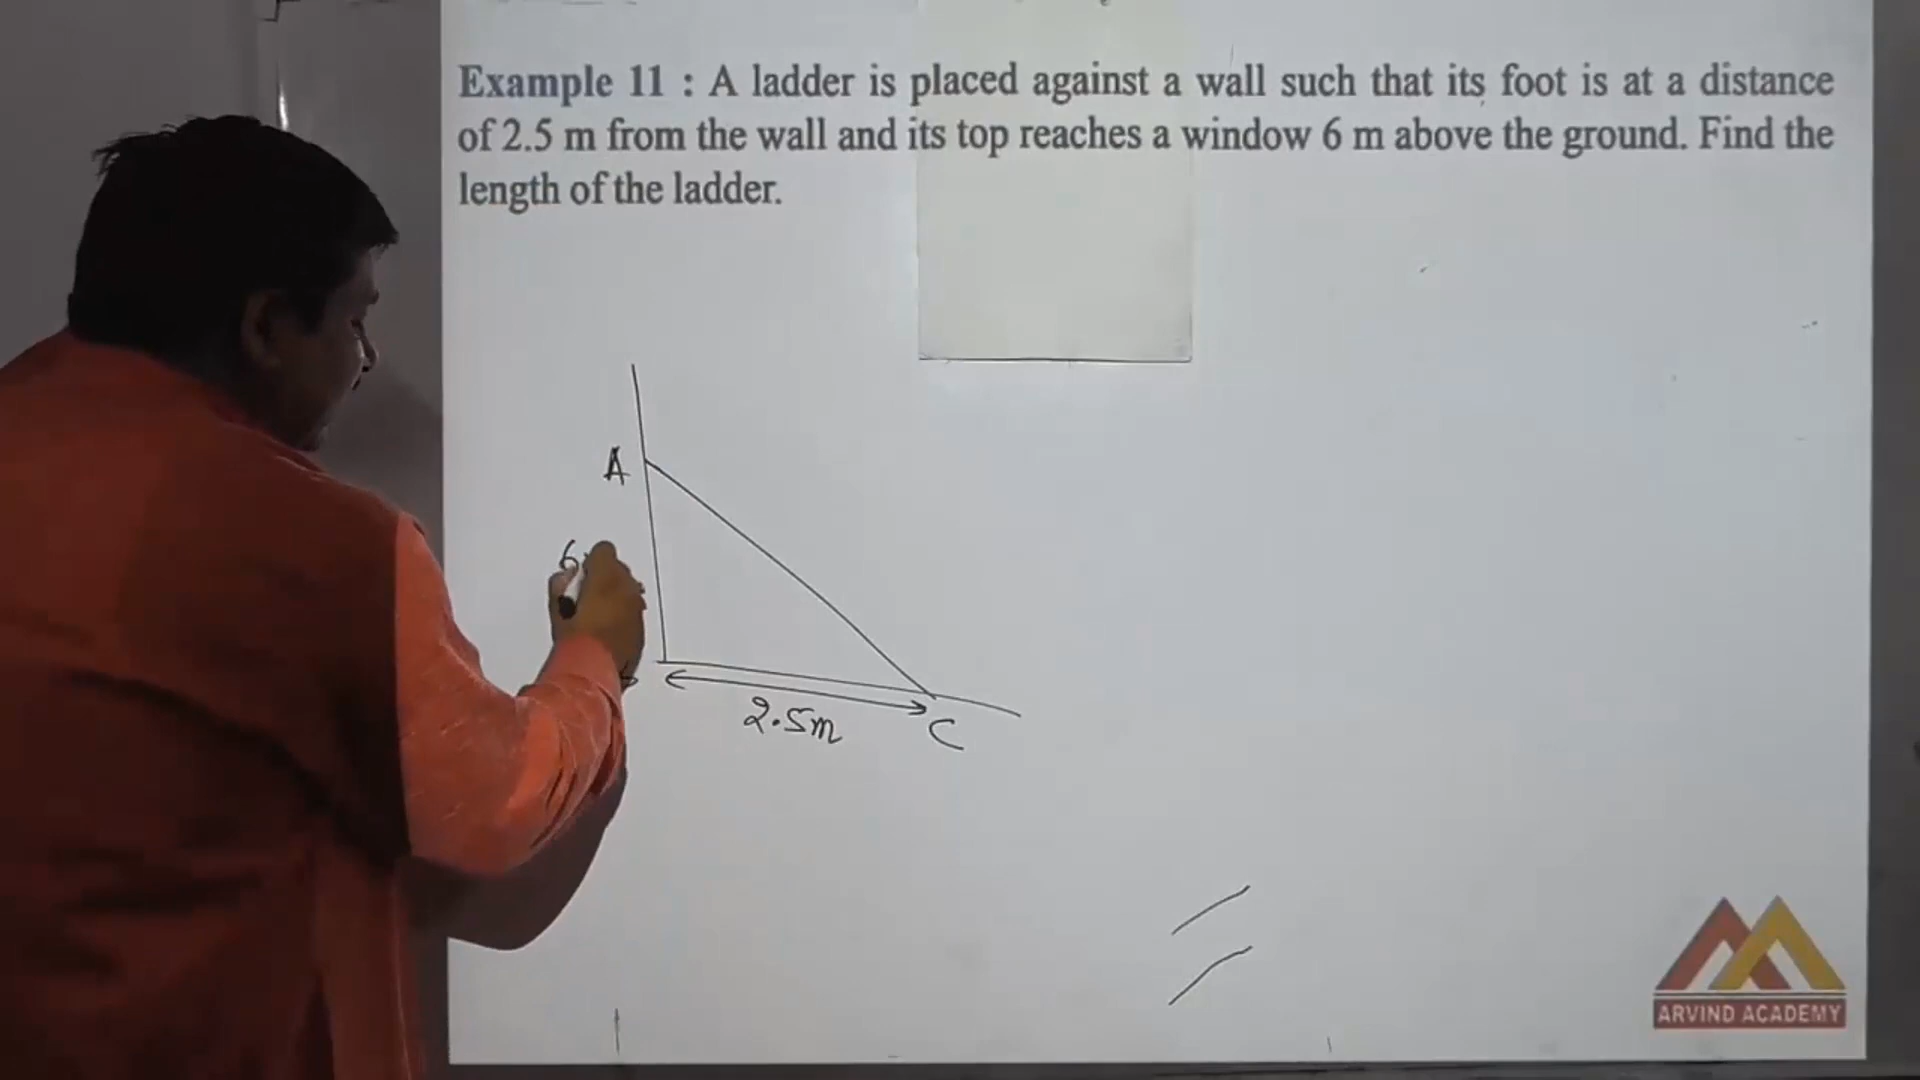 Example 11 : A ladder is placed against a wall such that its foot is at a distance
of 2.5 m from the wall and its top reaches a window 6 m above the ground. Find the
length of the ladder.
A
6
2.5m
C
ARVIND ACADEMY